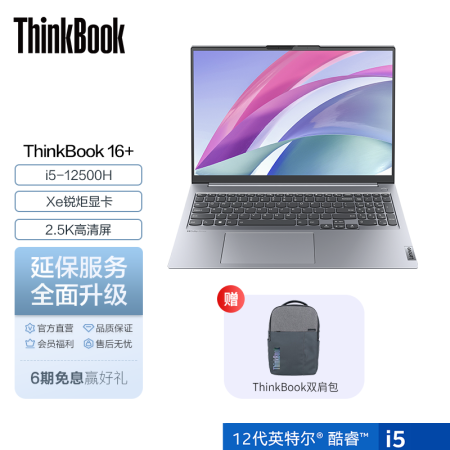 ThinkBook
ThinkBook 16+
i5-12500H
Xe锐炬显卡
2.5K高清屏
延保服务
全面升级
官方直营 品质保证
会员福利 售后无忧
6期免息赢好礼
赠
ThinkBook
ThinkBook双肩包
12代英特尔® 酷睿™ i5